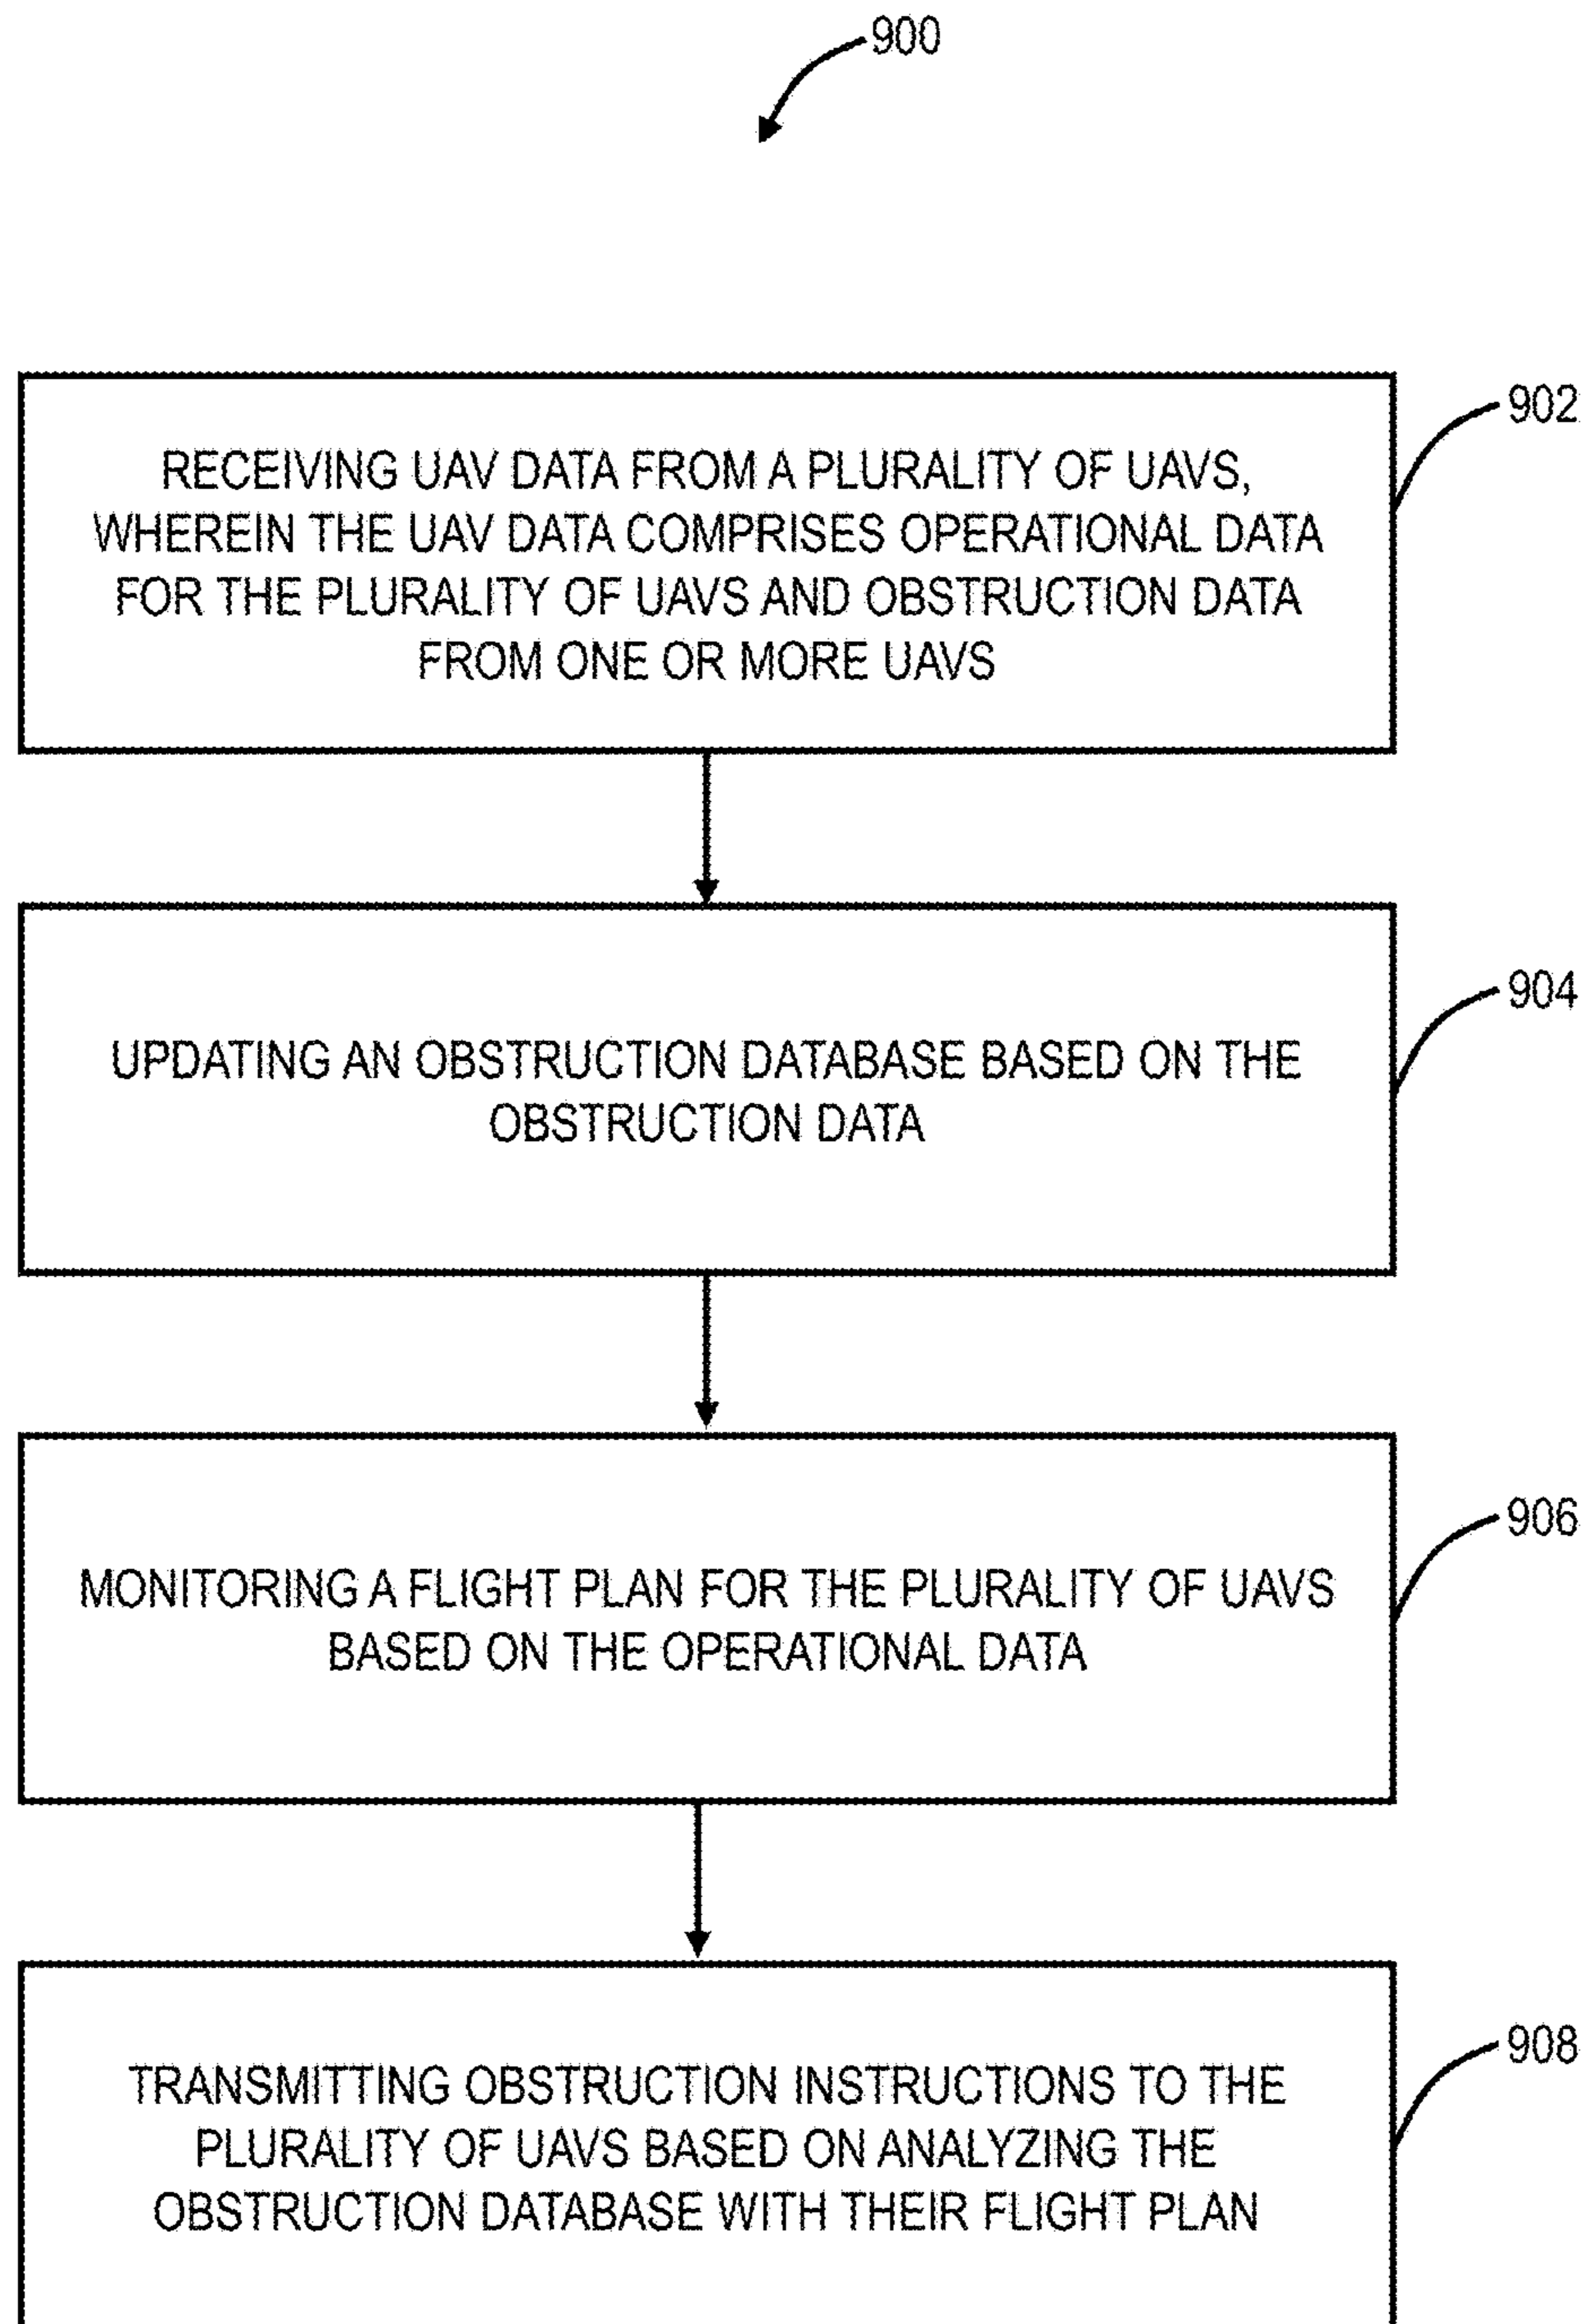 900
902
RECEIVING UAV DATA FROM A PLURALITY OF UAVS,
WHEREIN THE UAV DATA COMPRISES OPERATIONAL DATA
FOR THE PLURALITY OF UAVS AND OBSTRUCTION DATA
FROM ONE OR MORE UAVS
904
UPDATING AN OBSTRUCTION DATABASE BASED ON THE
OBSTRUCTION DATA
906
MONITORING A FLIGHT PLAN FOR THE PLURALITY OF UAVS
BASED ON THE OPERATIONAL DATA
908
TRANSMITTING OBSTRUCTION INSTRUCTIONS TO THE
PLURALITY OF UAVS BASED ON ANALYZING THE
OBSTRUCTION DATABASE WITH THEIR FLIGHT PLAN